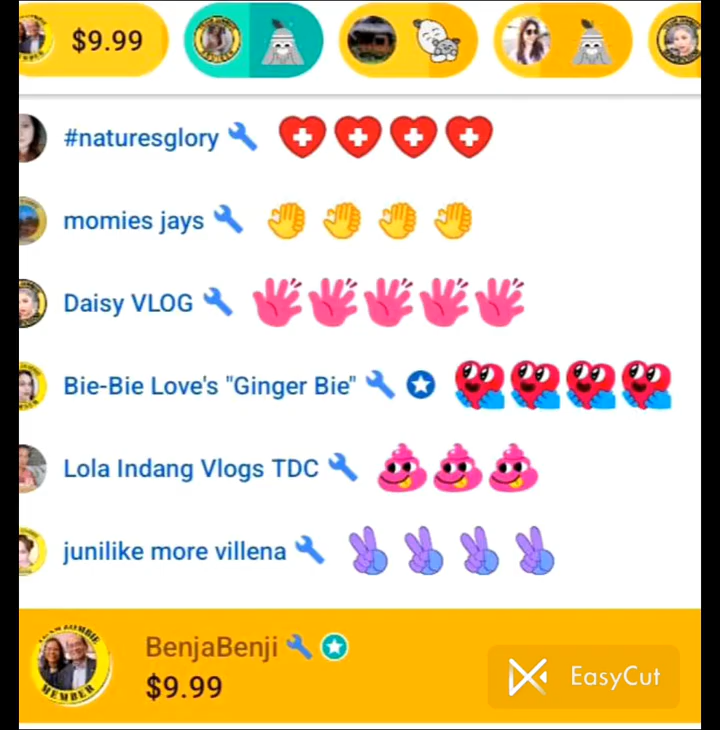 $9.99
#naturesglory
momies jays
Daisy VLOG
Bie-Bie Love's "Ginger Bie"
Lola Indang Vlogs TDC
junilike more villena
BenjaBenji
$9.99
MEMBER
EasyCut